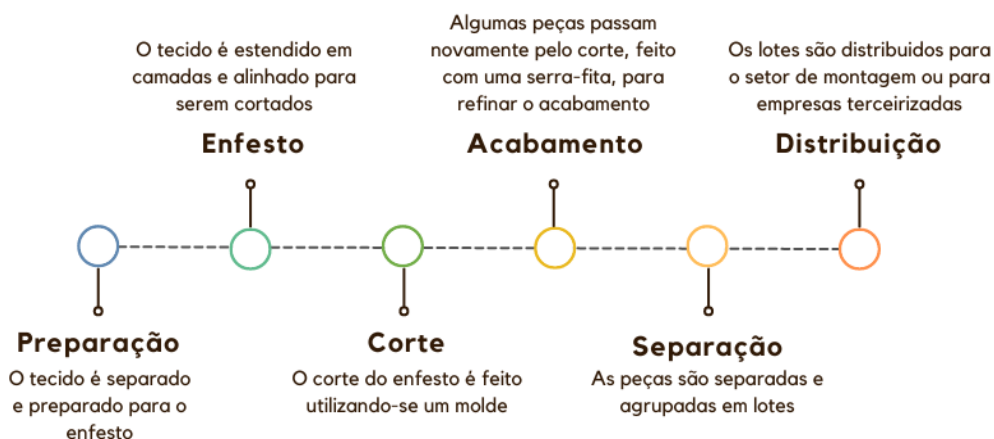 Preparação
O tecido é separado
e preparado para o
enfesto
O tecido é estendido em
camadas e alinhado para
serem cortados
Enfesto
Corte
O corte do enfesto é feito
utilizando-se um molde
Algumas peças passam
novamente pelo corte, feito
com uma serra-fita, para
refinar o acabamento
Acabamento
Separação
As peças são separadas e
agrupadas em lotes
Os lotes são distribuidos para
o setor de montagem ou para
empresas terceirizadas
Distribuição